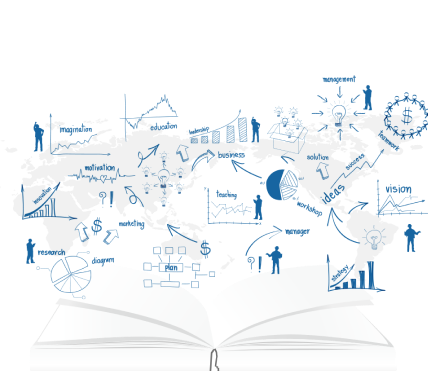 management
imagination
education
leadership
teamwork
business
solution
success
motivation
innovation
teaching
workshop
ideas
vision
$
marketing
manager
research
diagram
plan
$
?!
strategy